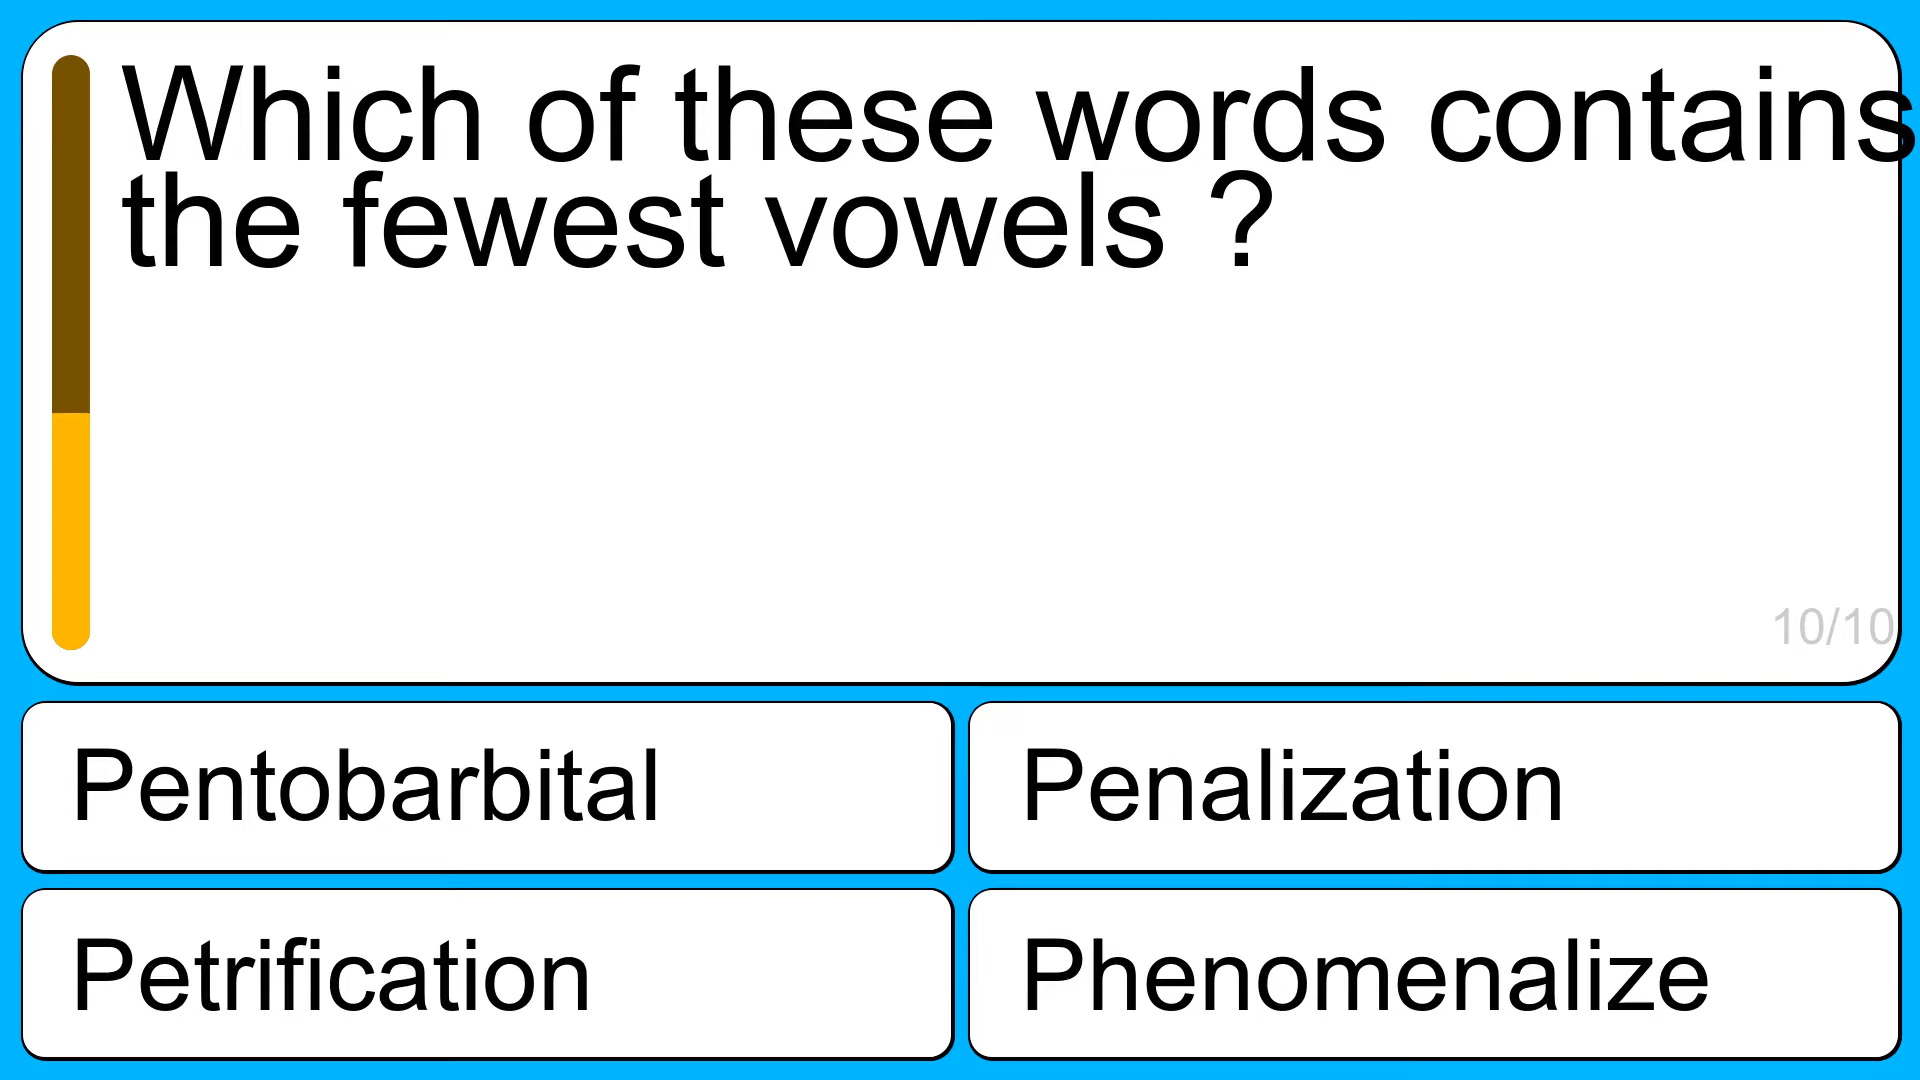 Which of these words contains
the fewest vowels ?
10/10
Pentobarbital
Penalization
Petrification
Phenomenalize